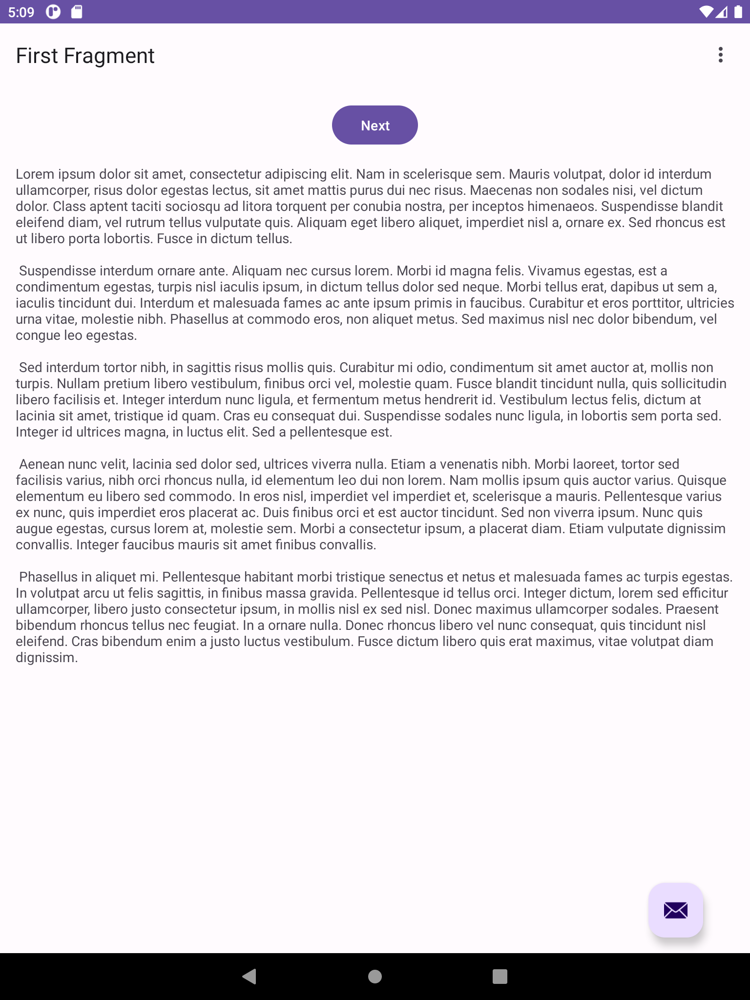 5:09
First Fragment
Next
Lorem ipsum dolor sit amet, consectetur adipiscing elit. Nam in scelerisque sem. Mauris volutpat, dolor id interdum
ullamcorper, risus dolor egestas lectus, sit amet mattis purus dui nec risus. Maecenas non sodales nisi, vel dictum
dolor. Class aptent taciti sociosqu ad litora torquent per conubia nostra, per inceptos himenaeos. Suspendisse blandit
eleifend diam, vel rutrum tellus vulputate quis. Aliquam eget libero aliquet, imperdiet nisl a, ornare ex. Sed rhoncus est
ut libero porta lobortis. Fusce in dictum tellus.
Suspendisse interdum ornare ante. Aliquam nec cursus lorem. Morbi id magna felis. Vivamus egestas, est a
condimentum egestas, turpis nisl iaculis ipsum, in dictum tellus dolor sed neque. Morbi tellus erat, dapibus ut sem a,
iaculis tincidunt dui. Interdum et malesuada fames ac ante ipsum primis in faucibus. Curabitur et eros porttitor, ultricies
urna vitae, molestie nibh. Phasellus at commodo eros, non aliquet metus. Sed maximus nisl nec dolor bibendum, vel
congue leo egestas.
Sed interdum tortor nibh, in sagittis risus mollis quis. Curabitur mi odio, condimentum sit amet auctor at, mollis non
turpis. Nullam pretium libero vestibulum, finibus orci vel, molestie quam. Fusce blandit tincidunt nulla, quis sollicitudin
libero facilisis et. Integer interdum nunc ligula, et fermentum metus hendrerit id. Vestibulum lectus felis, dictum at
lacinia sit amet, tristique id quam. Cras eu consequat dui. Suspendisse sodales nunc ligula, in lobortis sem porta sed.
Integer id ultrices magna, in luctus elit. Sed a pellentesque est.
Aenean nunc velit, lacinia sed dolor sed, ultrices viverra nulla. Etiam a venenatis nibh. Morbi laoreet, tortor sed
facilisis varius, nibh orci rhoncus nulla, id elementum leo dui non lorem. Nam mollis ipsum quis auctor varius. Quisque
elementum eu libero sed commodo. In eros nisl, imperdiet vel imperdiet et, scelerisque a mauris. Pellentesque varius
ex nunc, quis imperdiet eros placerat ac. Duis finibus orci et est auctor tincidunt. Sed non viverra ipsum. Nunc quis
augue egestas, cursus lorem at, molestie sem. Morbi a consectetur ipsum, a placerat diam. Etiam vulputate dignissim
convallis. Integer faucibus mauris sit amet finibus convallis.
Phasellus in aliquet mi. Pellentesque habitant morbi tristique senectus et netus et malesuada fames ac turpis egestas.
In volutpat arcu ut felis sagittis, in finibus massa gravida. Pellentesque id tellus orci. Integer dictum, lorem sed efficitur
ullamcorper, libero justo consectetur ipsum, in mollis nisl ex sed nisl. Donec maximus ullamcorper sodales. Praesent
bibendum rhoncus tellus nec feugiat. In a ornare nulla. Donec rhoncus libero vel nunc consequat, quis tincidunt nisl
eleifend. Cras bibendum enim a justo luctus vestibulum. Fusce dictum libero quis erat maximus, vitae volutpat diam
dignissim.